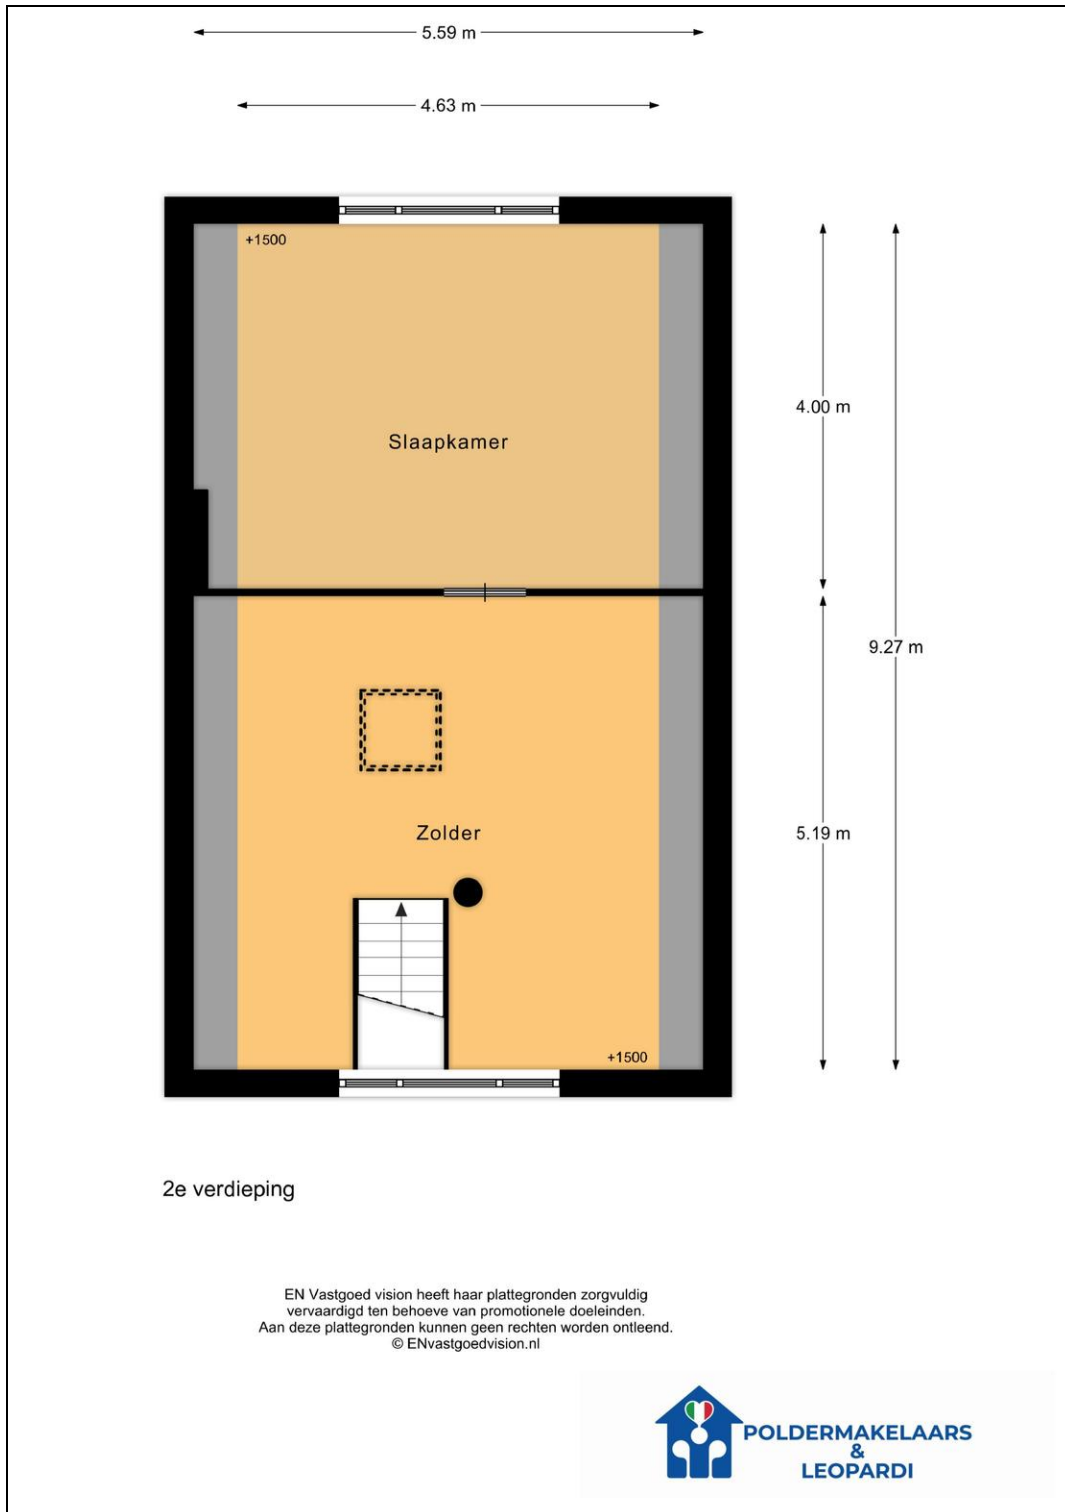 5.59 m
4.63 m
+1500
4.00 m
Slaapkamer
9.27 m
Zolder
5.19 m
+1500
2e verdieping
EN Vastgoed vision heeft haar plattegronden zorgvuldig
vervaardigd ten behoeve van promotionele doeleinden.
Aan deze plattegronden kunnen geen rechten worden ontleend.
© ENvastgoedvision.nl
POLDERMAKELAARS
&
LEOPARDI